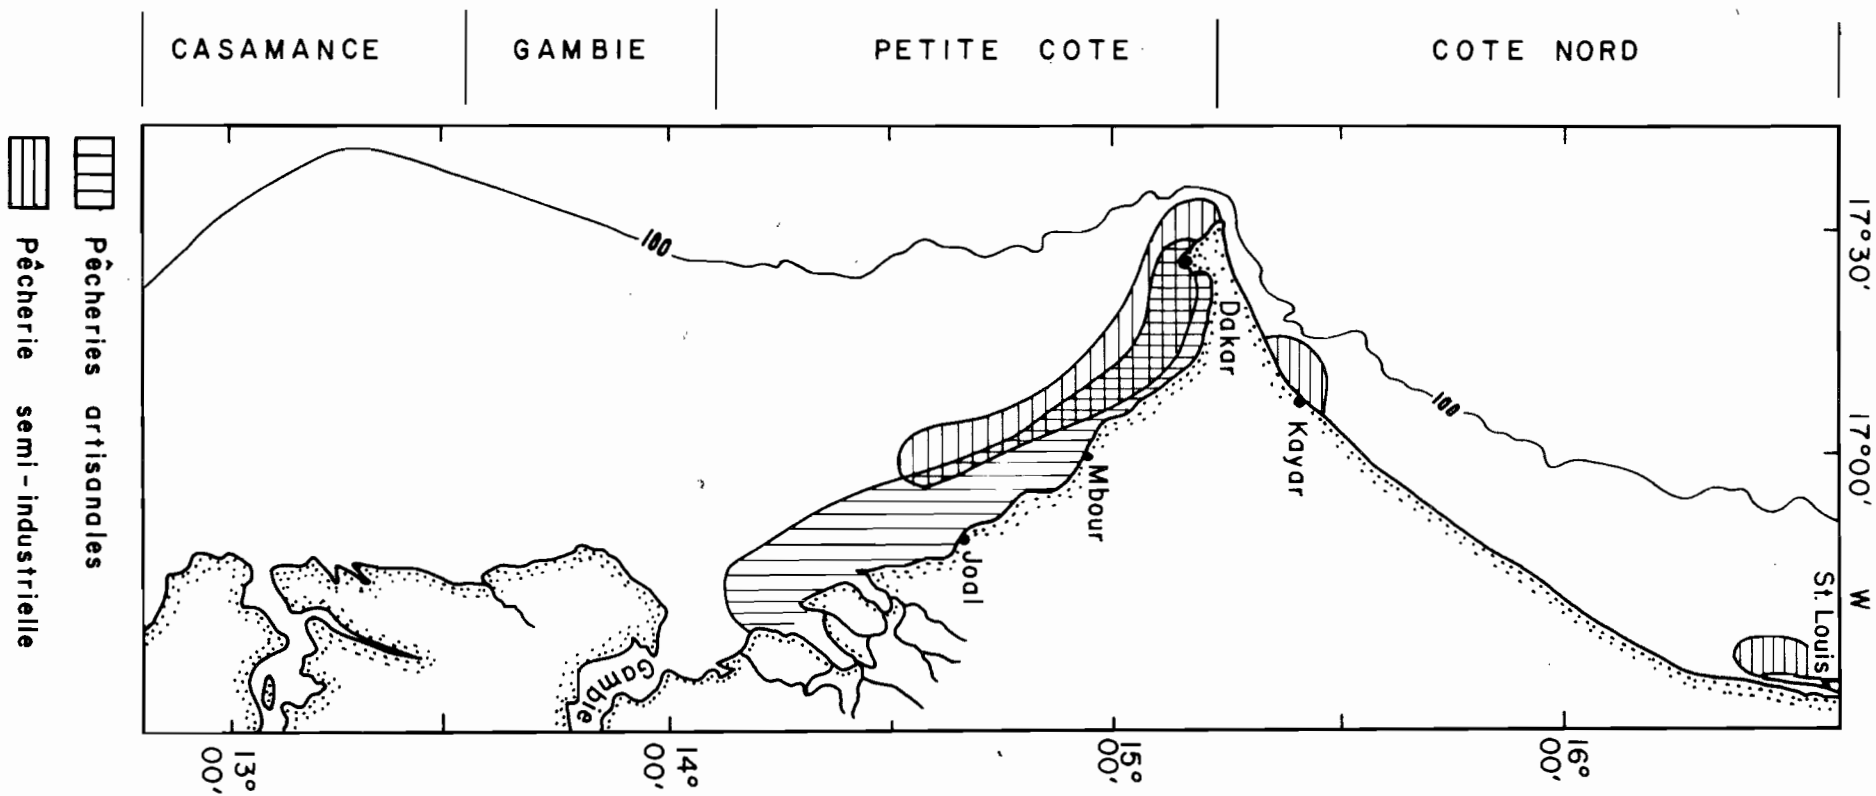 CASAMANCE
GAMBIE
PETITE COTE
COTE NORD
Pêcheries artisanales
Pêcherie semi-industrielle
100
100
17°30'
17°00'
W
Dakar
Kayar
Mbour
Joal
St. Louis
Gambie
13°
00'
14°
00'
15°
00'
16°
00'